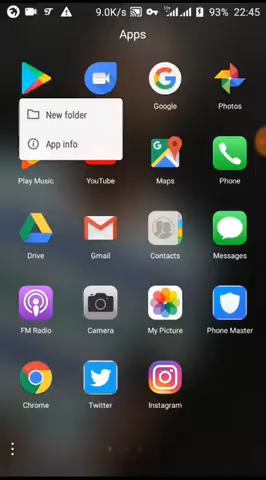 9.0K/s 93% 22:45
Apps
Google Photos
New folder
App info
Play Music YouTube Maps Phone
Drive Gmail Contacts Messages
FM Radio Camera My Picture Phone Master
Chrome Twitter Instagram